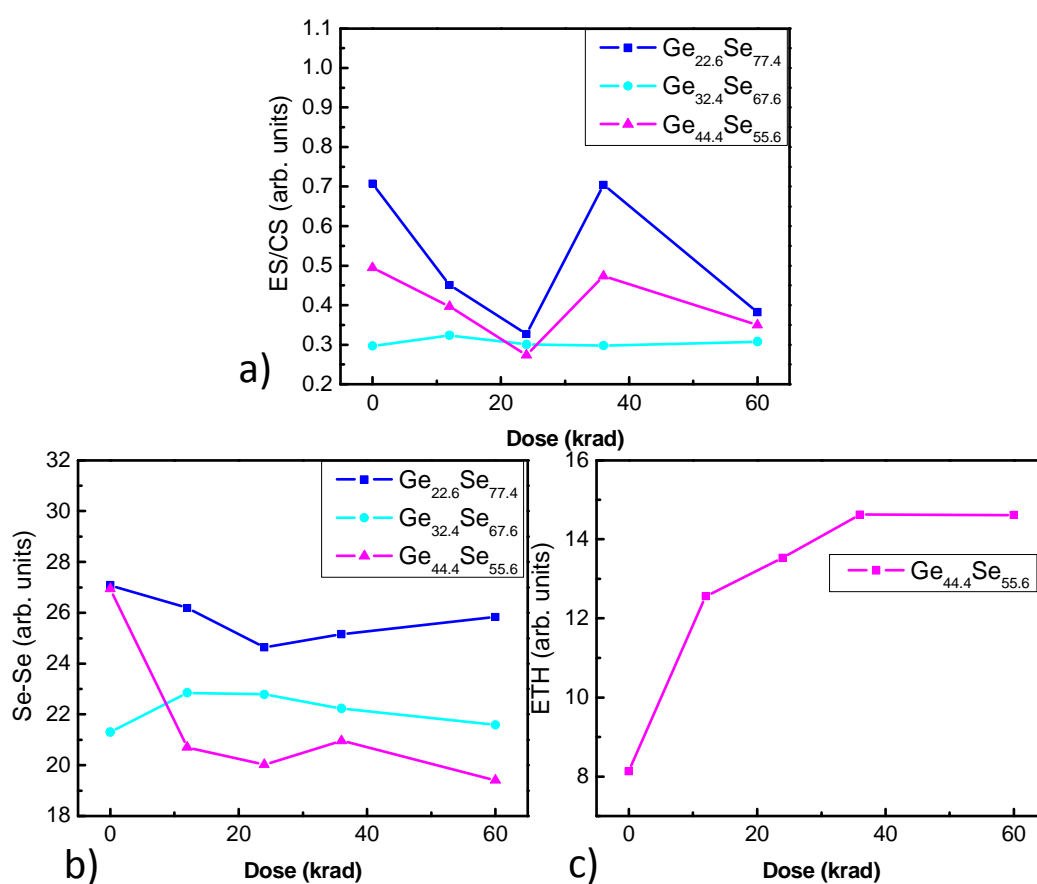 ES/CS (arb. units)
1.1
1.0
0.9
0.8
0.7
0.6
0.5
0.4
0.3
0.2
Ge22.6Se77.4
Ge32.4Se67.6
Ge44.4Se55.6
0 20 40 60
Dose (krad)
a)
Se-Se (arb. units)
32
30
28
26
24
22
20
18
Ge22.6Se77.4
Ge32.4Se67.6
Ge44.4Se55.6
0 20 40 60
Dose (krad)
b)
ETH (arb. units)
16
14
12
10
8
Ge44.4Se55.6
0 20 40 60
Dose (krad)
c)